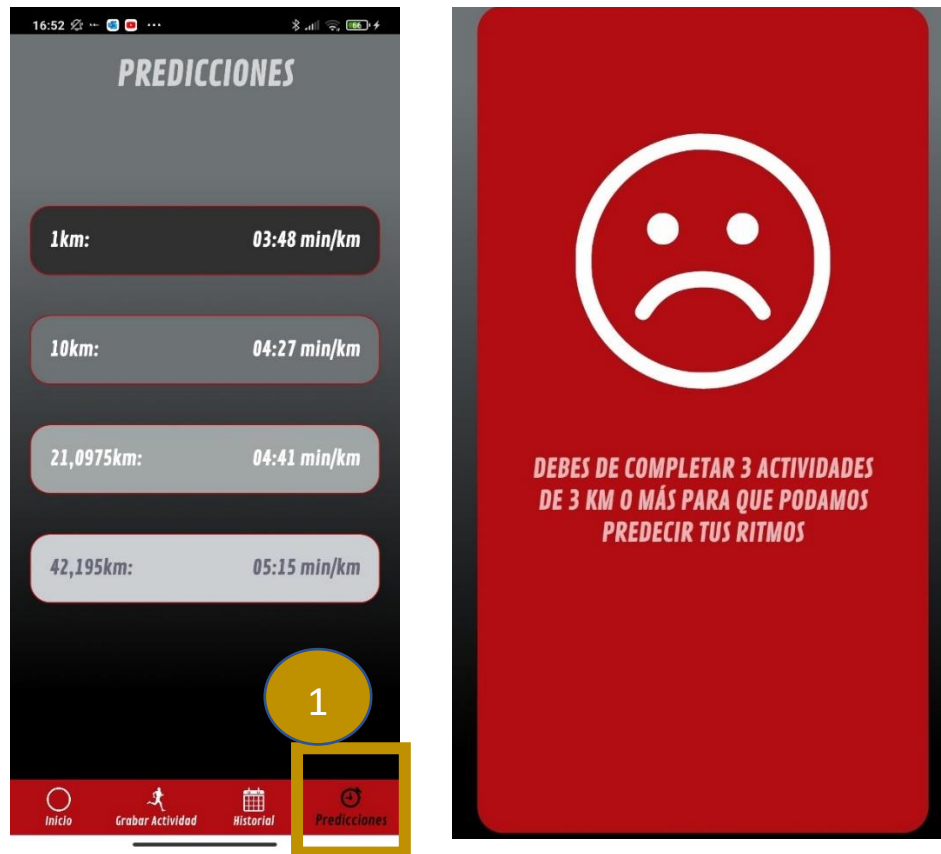 16:52
66
PREDICCIONES
1km: 03:48 min/km
10km: 04:27 min/km
21,0975km: 04:41 min/km
42,195km: 05:15 min/km
1
Inicio Grabar Actividad Historial Predicciones
DEBES DE COMPLETAR 3 ACTIVIDADES
DE 3 KM O MÁS PARA QUE PODAMOS
PREDECIR TUS RITMOS